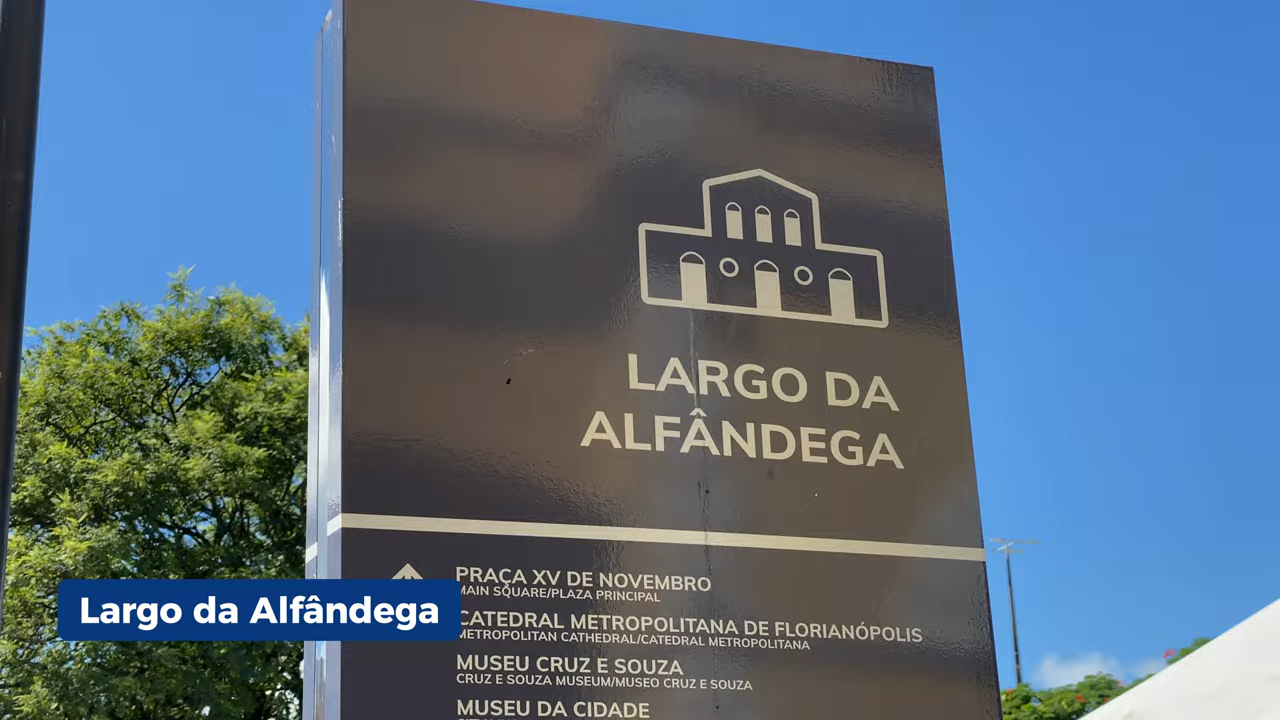 LARGO DA
ALFÂNDEGA
PRAÇA XV DE NOVEMBRO
MAIN SQUARE/PLAZA PRINCIPAL
CATEDRAL METROPOLITANA DE FLORIANÓPOLIS
METROPOLITAN CATHEDRAL/CATEDRAL METROPOLITANA
MUSEU CRUZ E SOUZA
CRUZ E SOUZA MUSEUM/MUSEO CRUZ E SOUZA
MUSEU DA CIDADE
Largo da Alfândega